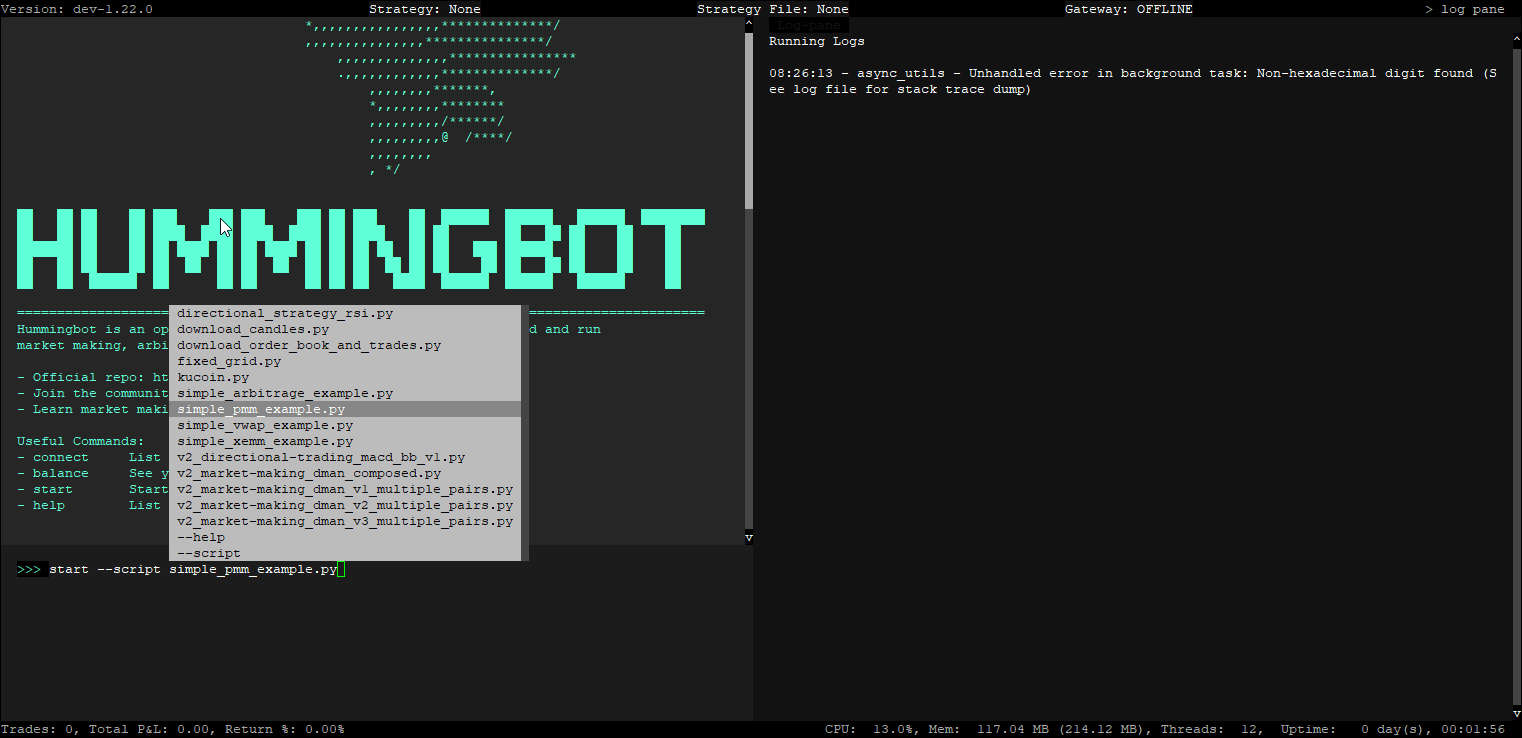 Version: dev-1.22.0 Strategy: None Strategy File: None Gateway: OFFLINE > log pane
HUMMINGBOT
Hummingbot is an op d and run
market making, arbi
- Official repo: ht
- Join the communit
- Learn market maki
Useful Commands:
- connect List
- balance See y
- start Start
- help List
directional_strategy_rsi.py
download_candles.py
download_order_book_and_trades.py
fixed_grid.py
kucoin.py
simple_arbitrage_example.py
simple_pmm_example.py
simple_vwap_example.py
simple_xemm_example.py
v2_directional-trading_macd_bb_v1.py
v2_market-making_dman_composed.py
v2_market-making_dman_v1_multiple_pairs.py
v2_market-making_dman_v2_multiple_pairs.py
v2_market-making_dman_v3_multiple_pairs.py
--help
--script
>>> start --script simple_pmm_example.py
Log-pane
Running Logs
08:26:13 - async_utils - Unhandled error in background task: Non-hexadecimal digit found (S
ee log file for stack trace dump)
Trades: 0, Total P&L: 0.00, Return %: 0.00% CPU: 13.0%, Mem: 117.04 MB (214.12 MB), Threads: 12, Uptime: 0 day(s), 00:01:56